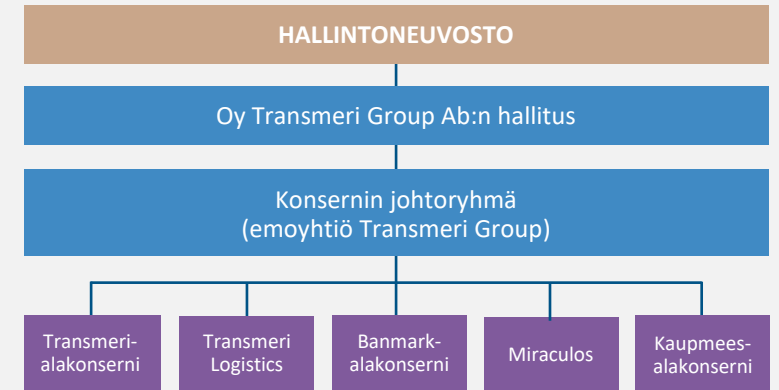 HALLINTONEUVOSTO
Oy Transmeri Group Ab:n hallitus
Konsernin johtoryhmä
(emoyhtiö Transmeri Group)
Transmeri-
alakonserni
Transmeri
Logistics
Banmark-
alakonserni
Miraculos
Kaupmees-
alakonserni